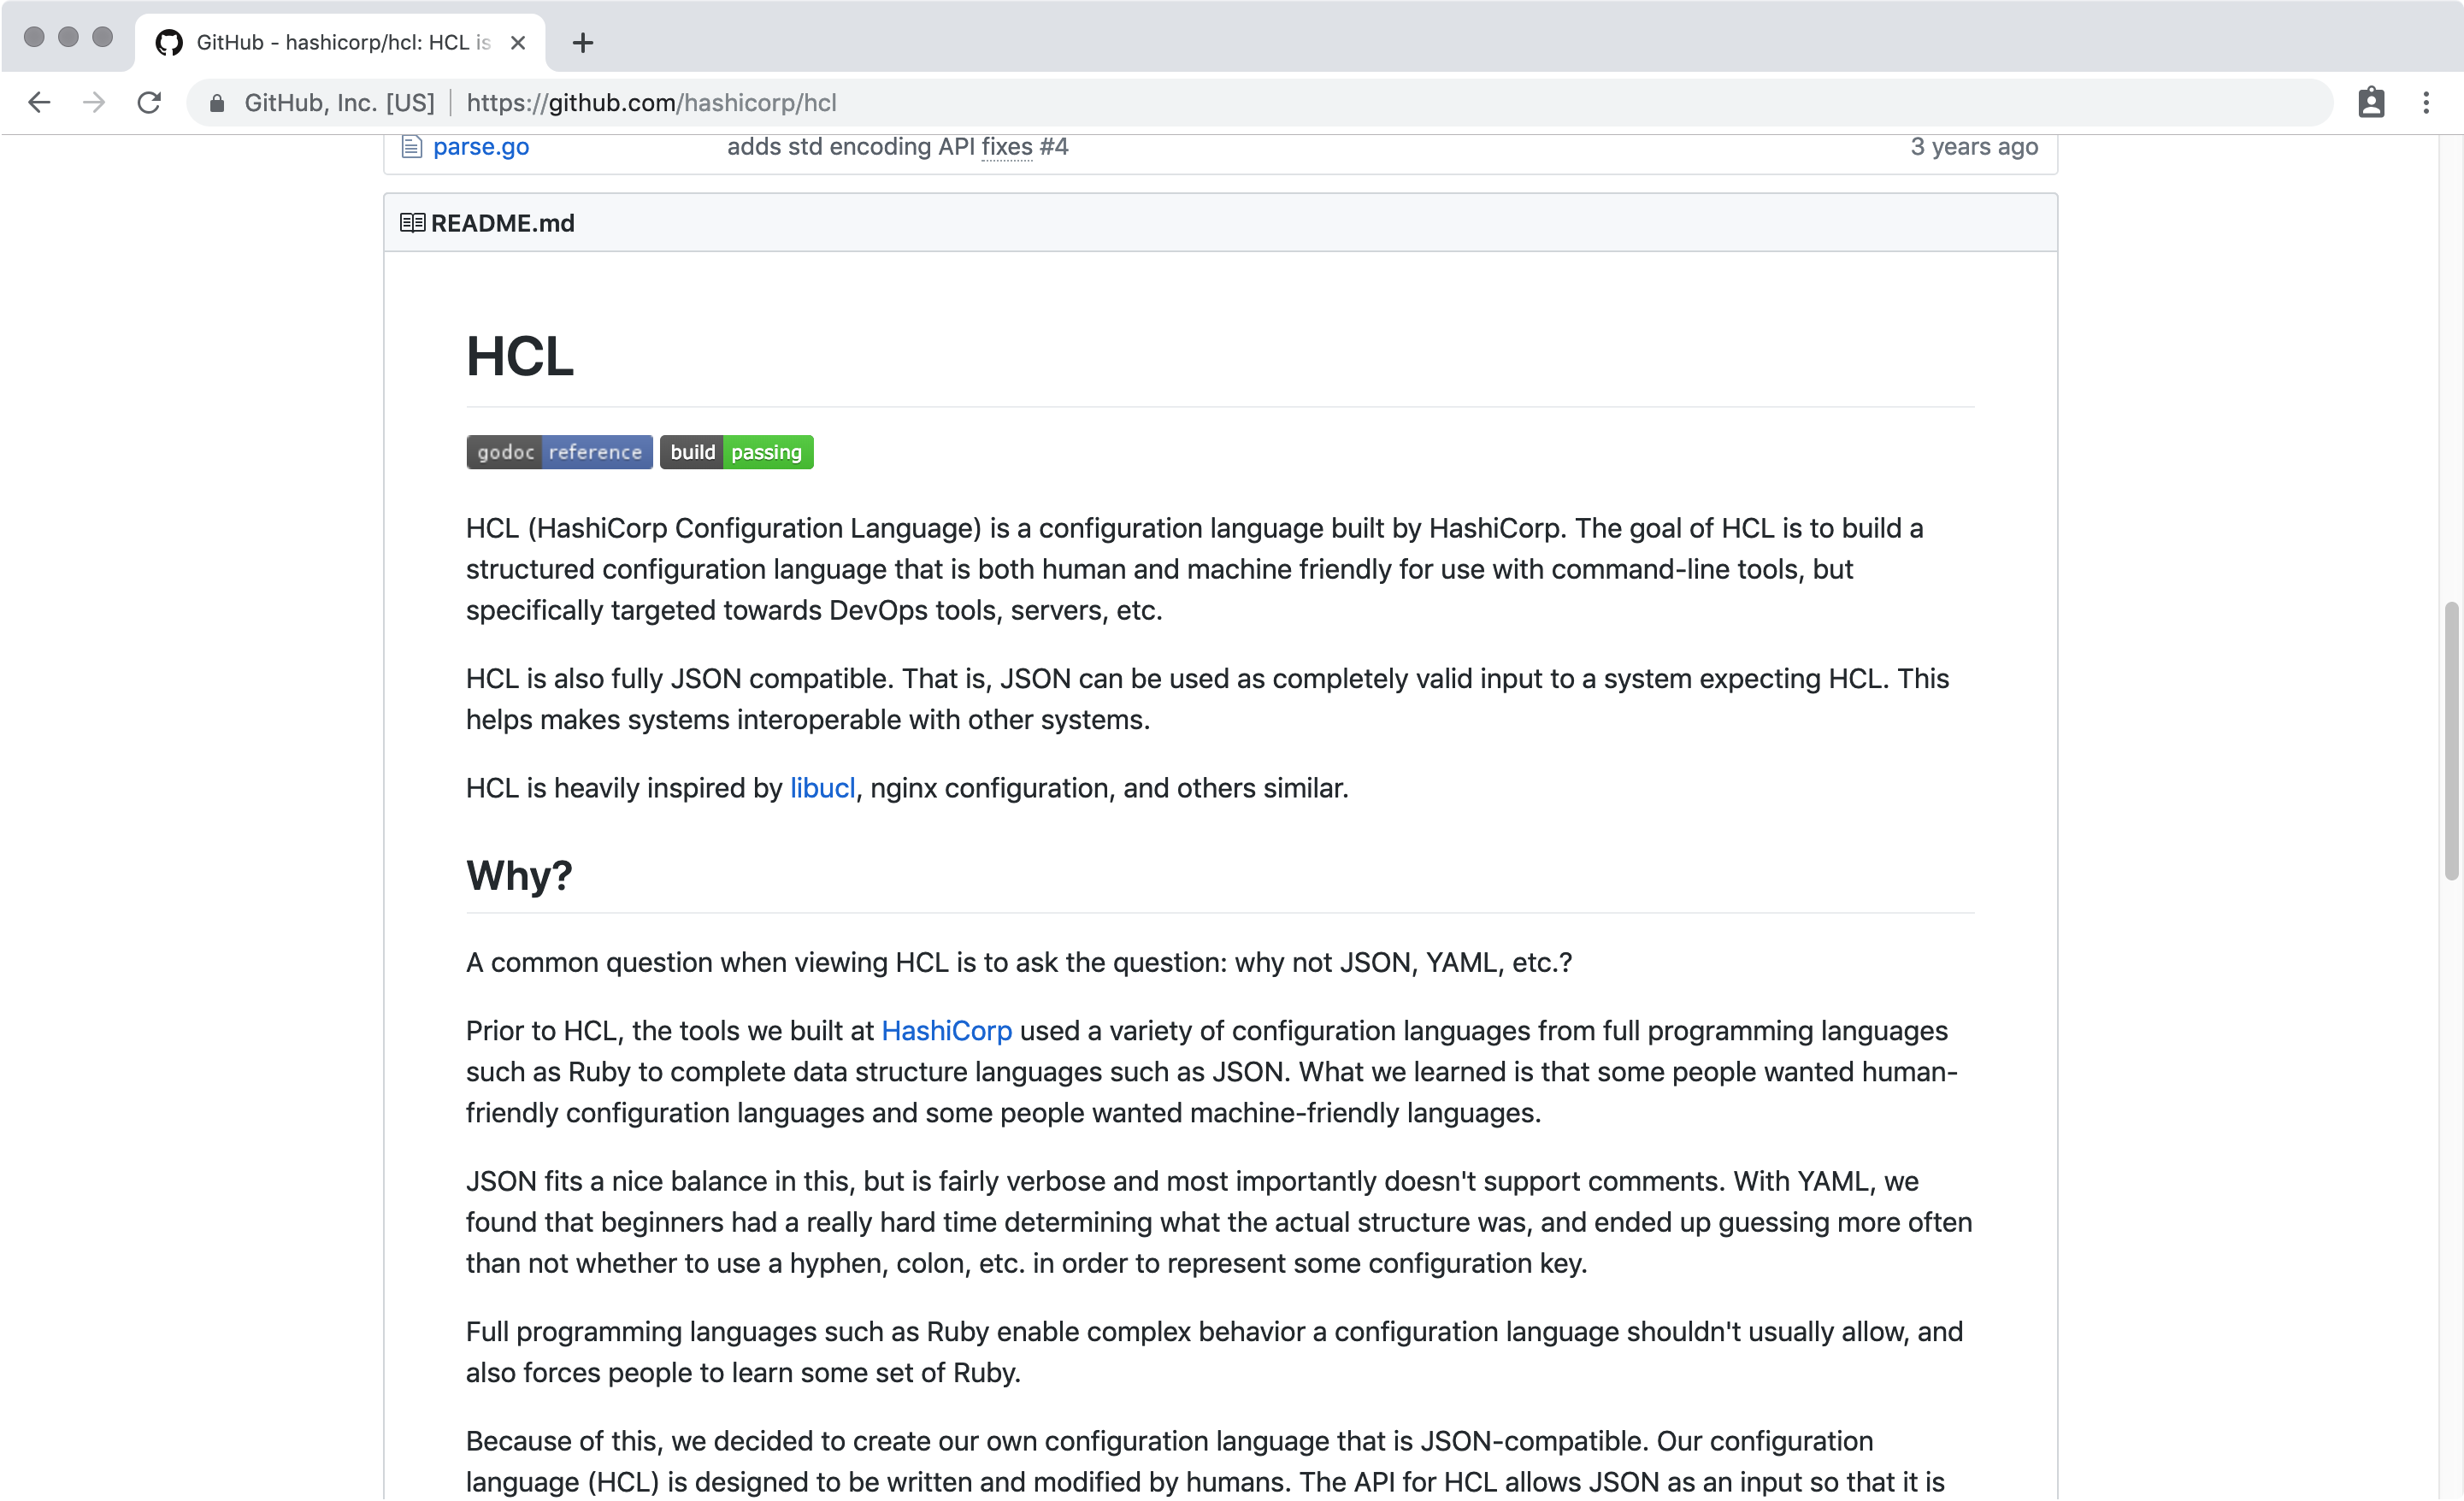 GitHub - hashicorp/hcl: HCL is
GitHub, Inc. [US] https://github.com/hashicorp/hcl
parse.go adds std encoding API fixes #4 3 years ago
README.md
HCL
godoc reference build passing
HCL (HashiCorp Configuration Language) is a configuration language built by HashiCorp. The goal of HCL is to build a
structured configuration language that is both human and machine friendly for use with command-line tools, but
specifically targeted towards DevOps tools, servers, etc.
HCL is also fully JSON compatible. That is, JSON can be used as completely valid input to a system expecting HCL. This
helps makes systems interoperable with other systems.
HCL is heavily inspired by libucl, nginx configuration, and others similar.
Why?
A common question when viewing HCL is to ask the question: why not JSON, YAML, etc.?
Prior to HCL, the tools we built at HashiCorp used a variety of configuration languages from full programming languages
such as Ruby to complete data structure languages such as JSON. What we learned is that some people wanted human-
friendly configuration languages and some people wanted machine-friendly languages.
JSON fits a nice balance in this, but is fairly verbose and most importantly doesn't support comments. With YAML, we
found that beginners had a really hard time determining what the actual structure was, and ended up guessing more often
than not whether to use a hyphen, colon, etc. in order to represent some configuration key.
Full programming languages such as Ruby enable complex behavior a configuration language shouldn't usually allow, and
also forces people to learn some set of Ruby.
Because of this, we decided to create our own configuration language that is JSON-compatible. Our configuration
language (HCL) is designed to be written and modified by humans. The API for HCL allows JSON as an input so that it is